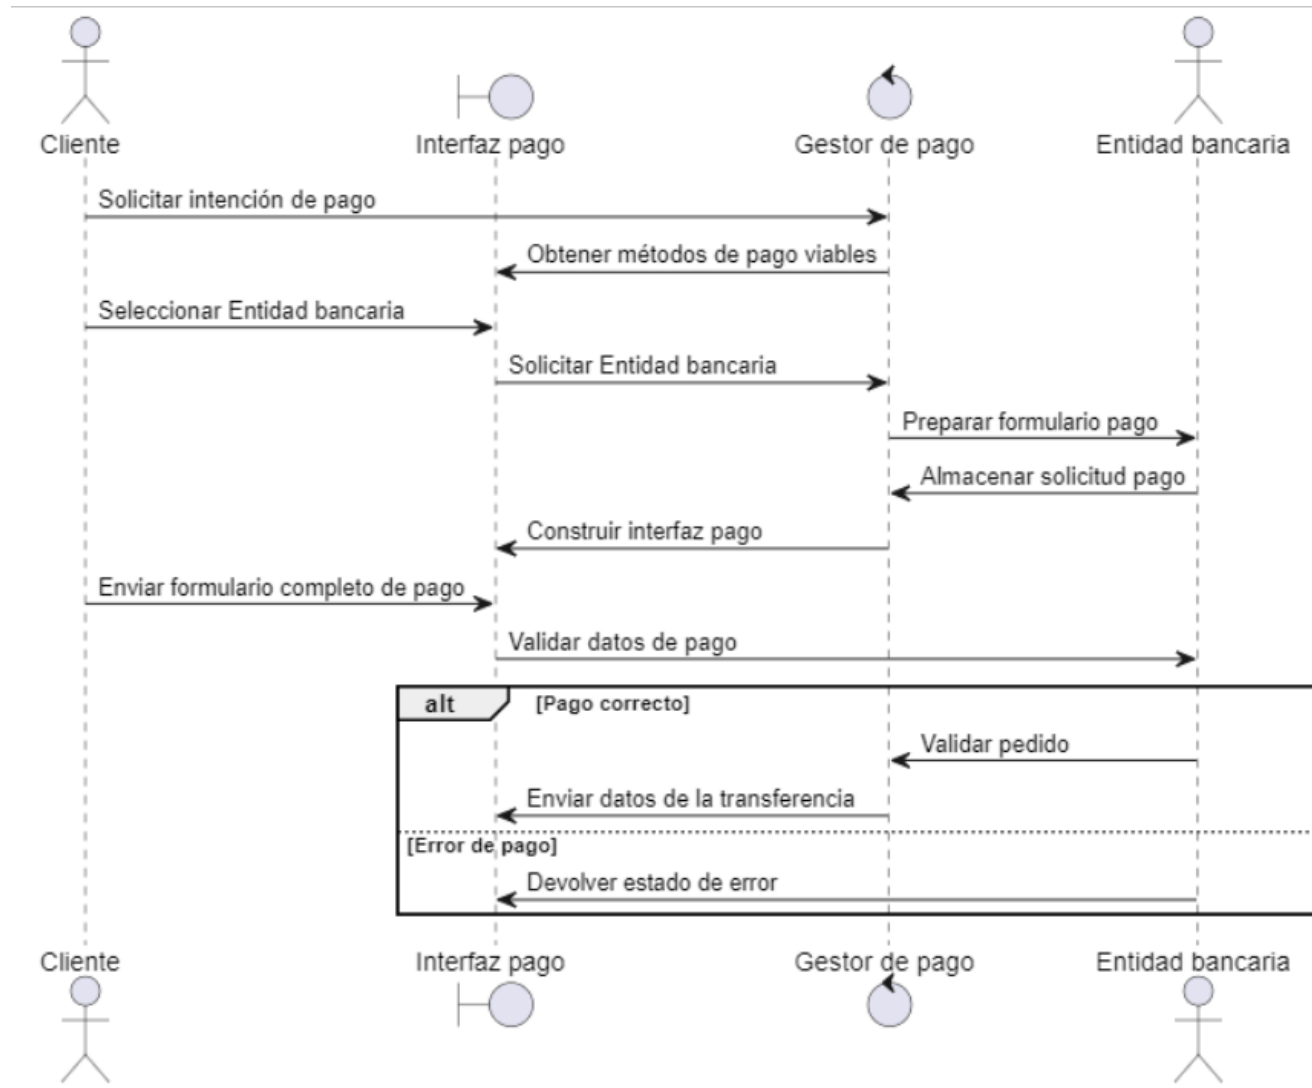 Cliente
Interfaz pago
Gestor de pago
Entidad bancaria
Solicitar intención de pago
Obtener métodos de pago viables
Seleccionar Entidad bancaria
Solicitar Entidad bancaria
Preparar formulario pago
Almacenar solicitud pago
Construir interfaz pago
Enviar formulario completo de pago
Validar datos de pago
alt [Pago correcto]
Validar pedido
Enviar datos de la transferencia
[Error de pago]
Devolver estado de error
Cliente
Interfaz pago
Gestor de pago
Entidad bancaria